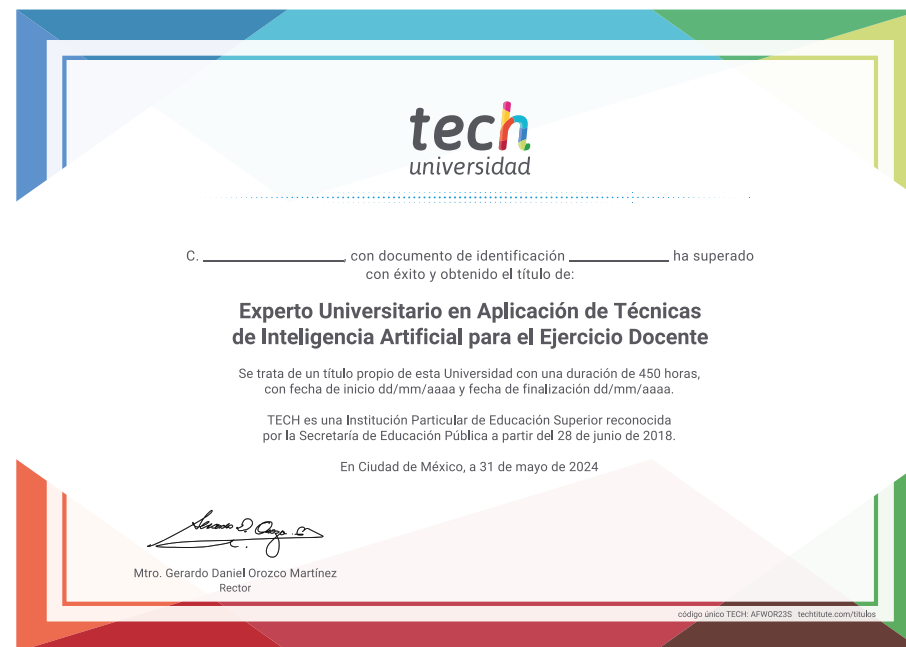 tech
universidad
C. ____________, con documento de identificación ____________ ha superado
con éxito y obtenido el título de:
Experto Universitario en Aplicación de Técnicas
de Inteligencia Artificial para el Ejercicio Docente
Se trata de un título propio de esta Universidad con una duración de 450 horas,
con fecha de inicio dd/mm/aaaa y fecha de finalización dd/mm/aaaa.
TECH es una Institución Particular de Educación Superior reconocida
por la Secretaría de Educación Pública a partir del 28 de junio de 2018.
En Ciudad de México, a 31 de mayo de 2024
Mtro. Gerardo Daniel Orozco Martínez
Rector
código único TECH: AFWOR23S techtitute.com/titulos